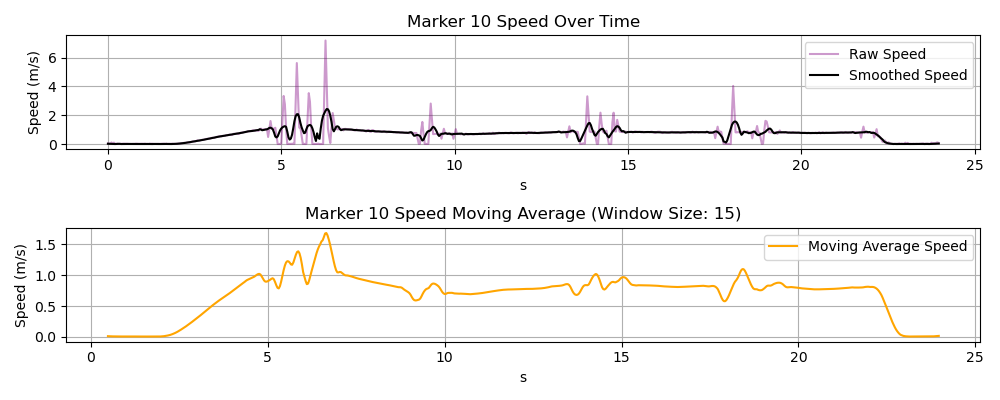 Marker 10 Speed Over Time
Speed (m/s)
6
4
2
0
Raw Speed
Smoothed Speed
0 5 10 15 20 25
s
Marker 10 Speed Moving Average (Window Size: 15)
Speed (m/s)
1.5
1.0
0.5
0.0
Moving Average Speed
0 5 10 15 20 25
s